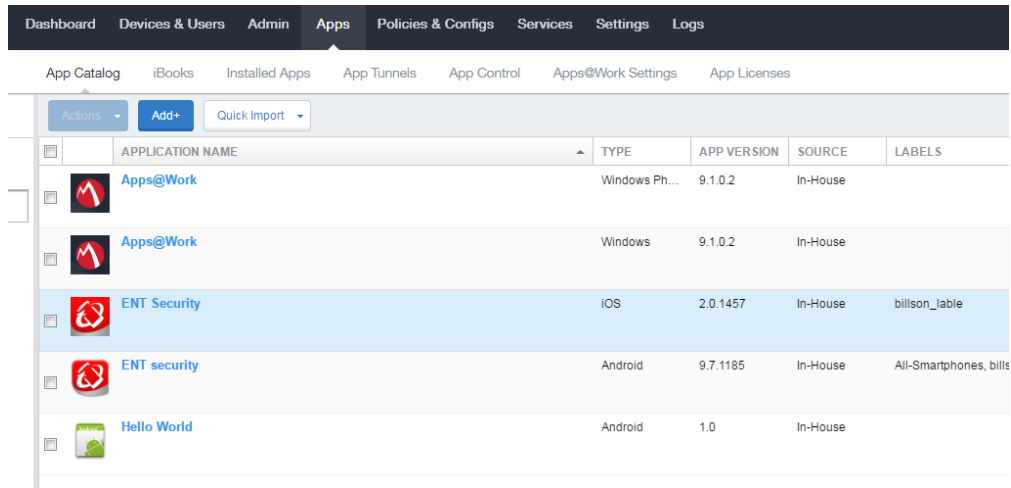 Dashboard Devices & Users Admin Apps Policies & Configs Services Settings Logs
App Catalog iBooks Installed Apps App Tunnels App Control Apps@Work Settings App Licenses
Actions Add+ Quick Import
APPLICATION NAME TYPE APP VERSION SOURCE LABELS
Apps@Work Windows Ph... 9.1.0.2 In-House
Apps@Work Windows 9.1.0.2 In-House
ENT Security iOS 2.0.1457 In-House billson_lable
ENT security Android 9.7.1185 In-House All-Smartphones, bills
Hello World Android 1.0 In-House